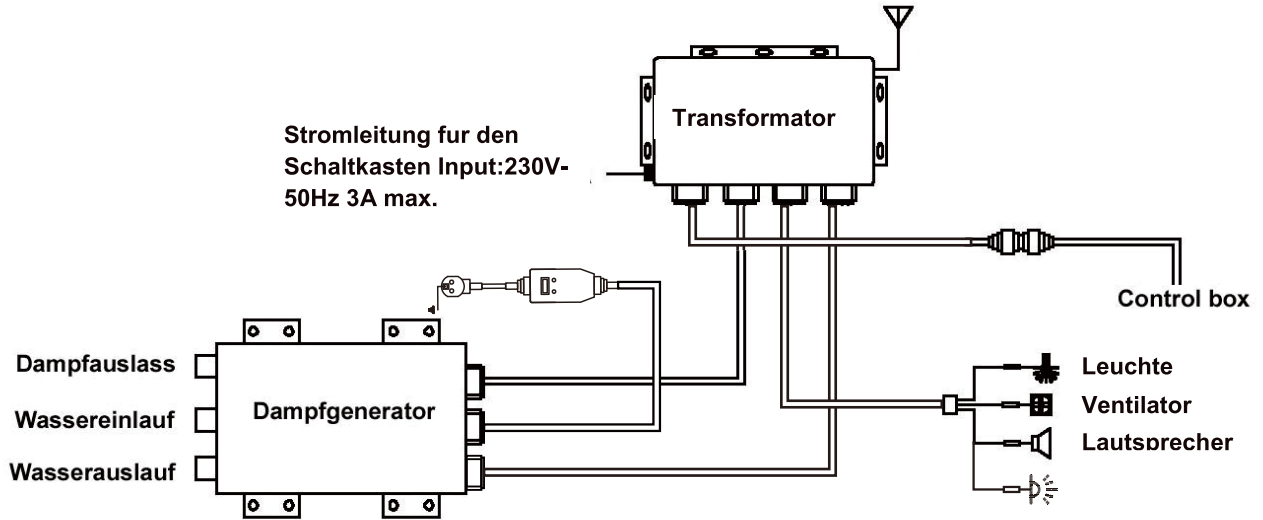 Transformator
Stromleitung fur den
Schaltkasten Input:230V-
50Hz 3A max.
Control box
Dampfauslass
Wassereinlauf
Wasserauslauf
Dampfgenerator
Leuchte
Ventilator
Lautsprecher